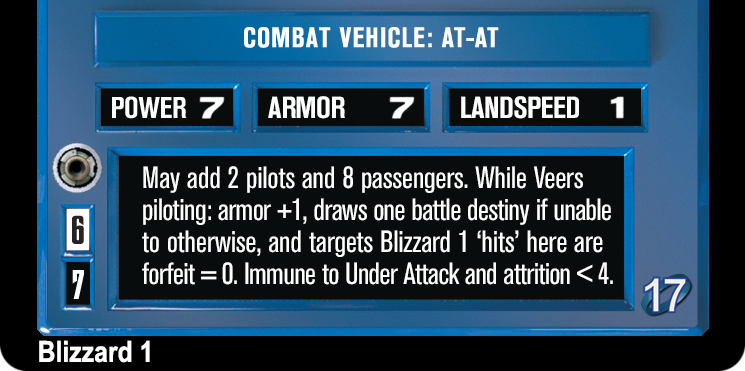 COMBAT VEHICLE: AT-AT
POWER 7 ARMOR 7 LANDSPEED 1
May add 2 pilots and 8 passengers. While Veers
piloting: armor +1, draws one battle destiny if unable
to otherwise, and targets Blizzard 1 ‘hits’ here are
forfeit = 0. Immune to Under Attack and attrition < 4.
6
7
17
Blizzard 1